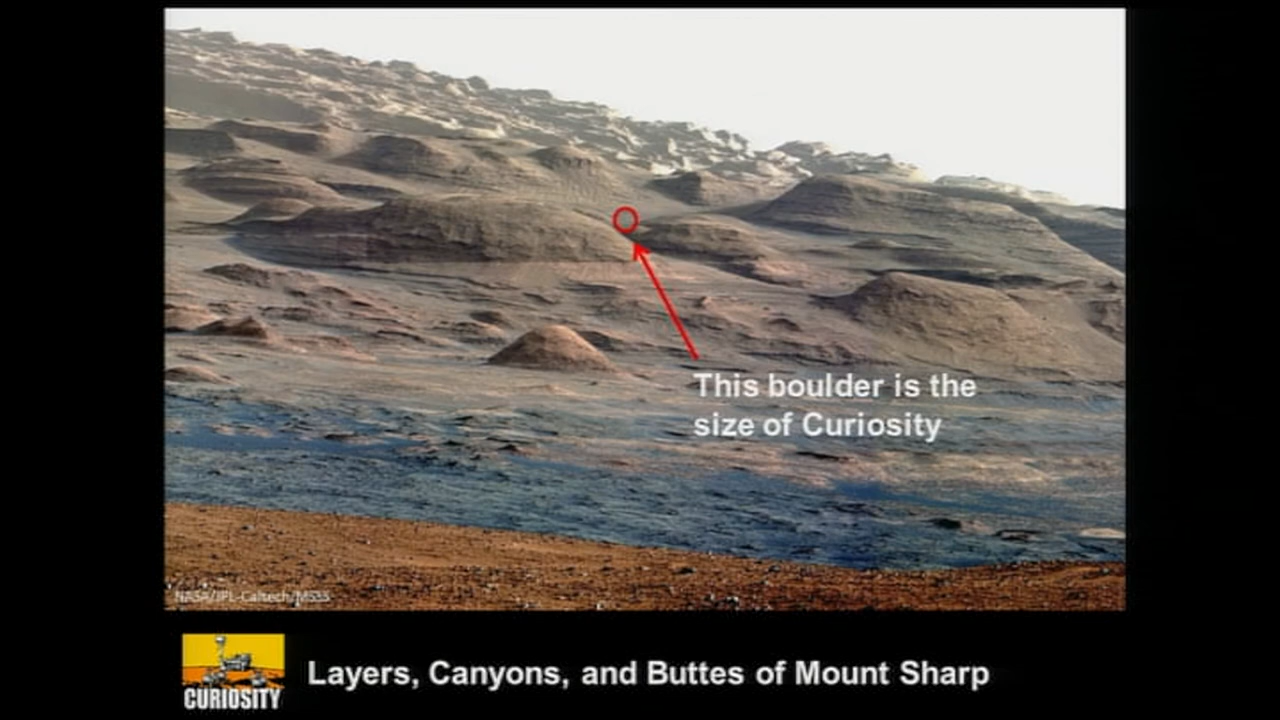 This boulder is the
size of Curiosity
NASA/JPL-Caltech/MSSS
CURIOSITY
Layers, Canyons, and Buttes of Mount Sharp